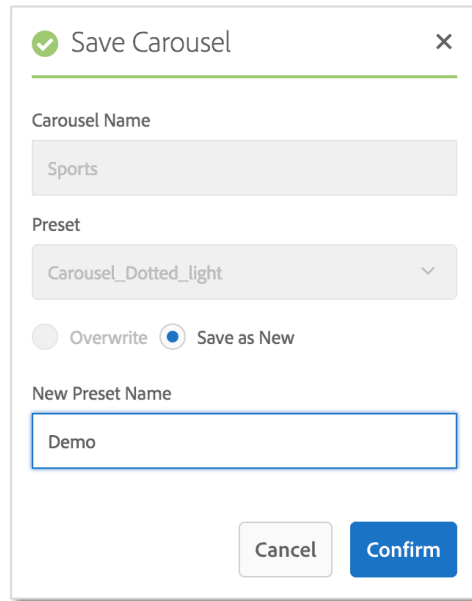 Save Carousel
Carousel Name
Sports
Preset
Carousel_Dotted_light
Overwrite Save as New
New Preset Name
Demo
Cancel Confirm